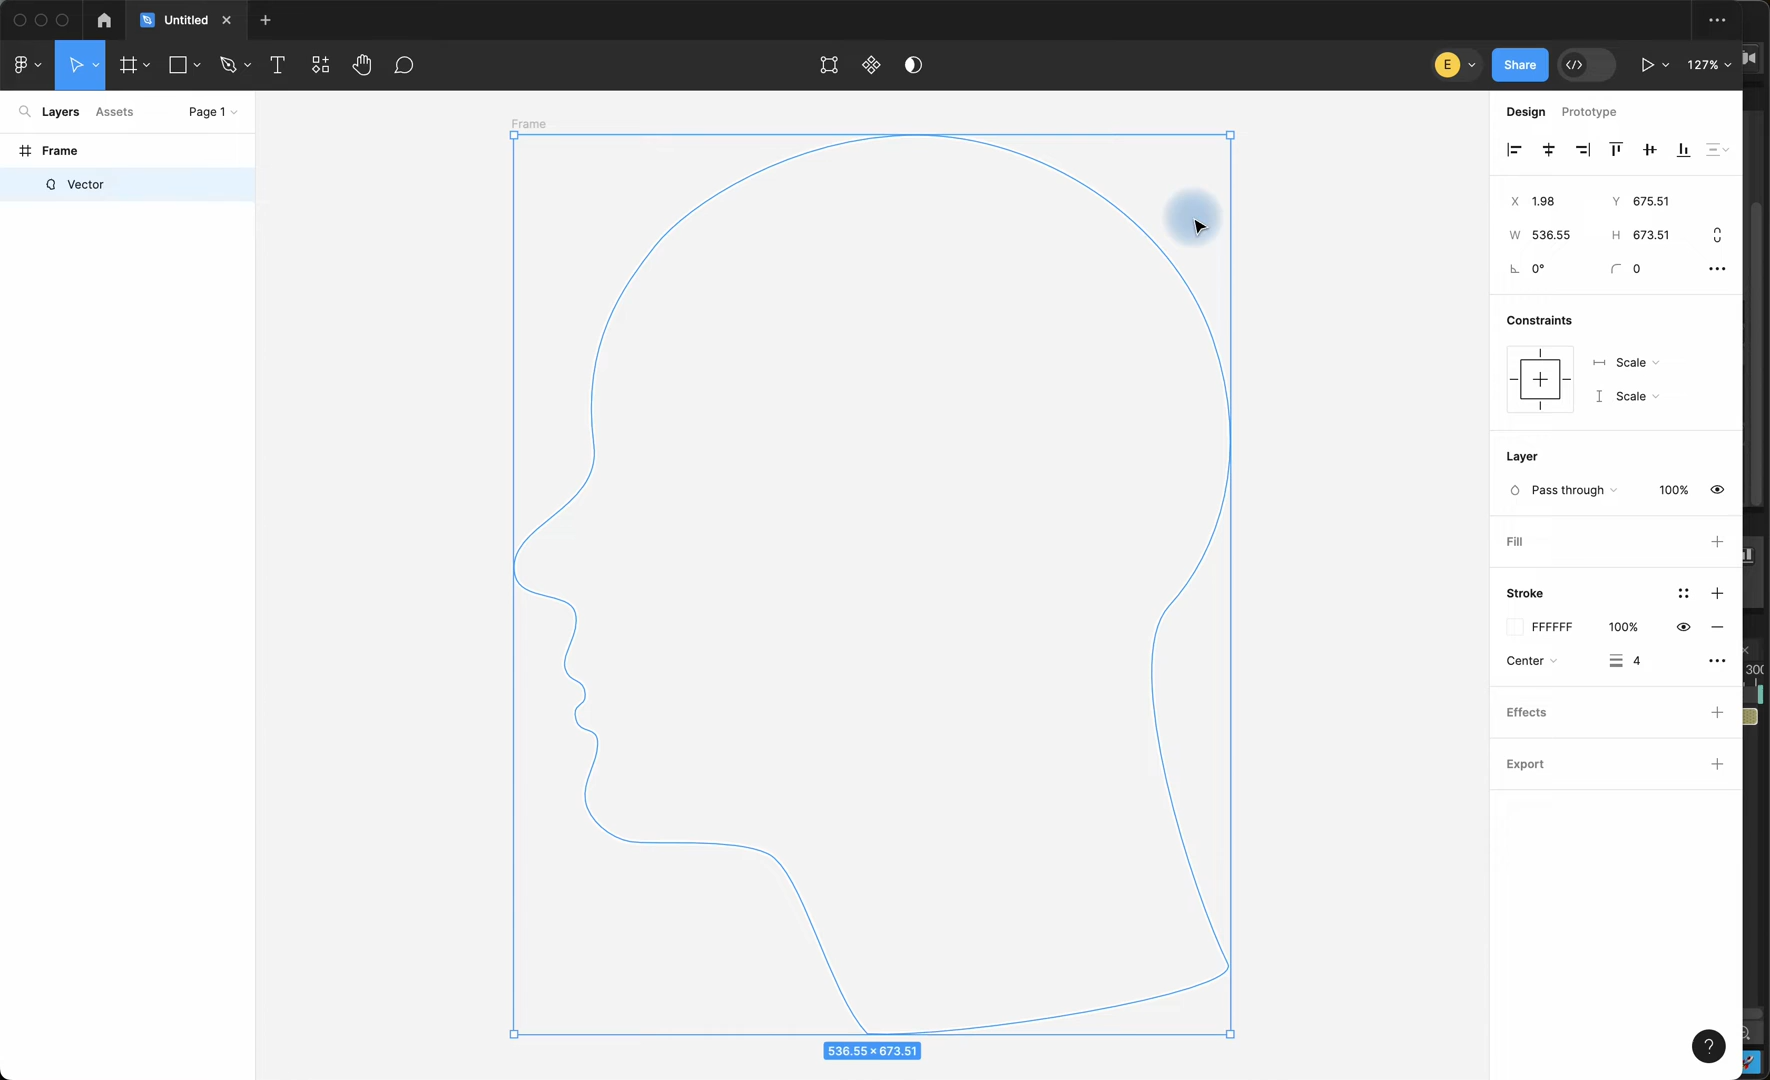 Untitled
E
Share
127%
Layers
Assets
Page 1
Design
Prototype
Frame
Frame
Vector
X 1.98
Y 675.51
W 536.55
H 673.51
0°
0
Constraints
Scale
Scale
Layer
Pass through
100%
Fill
Stroke
FFFFFF
100%
Center
4
300
Effects
Export
536.55 × 673.51
?